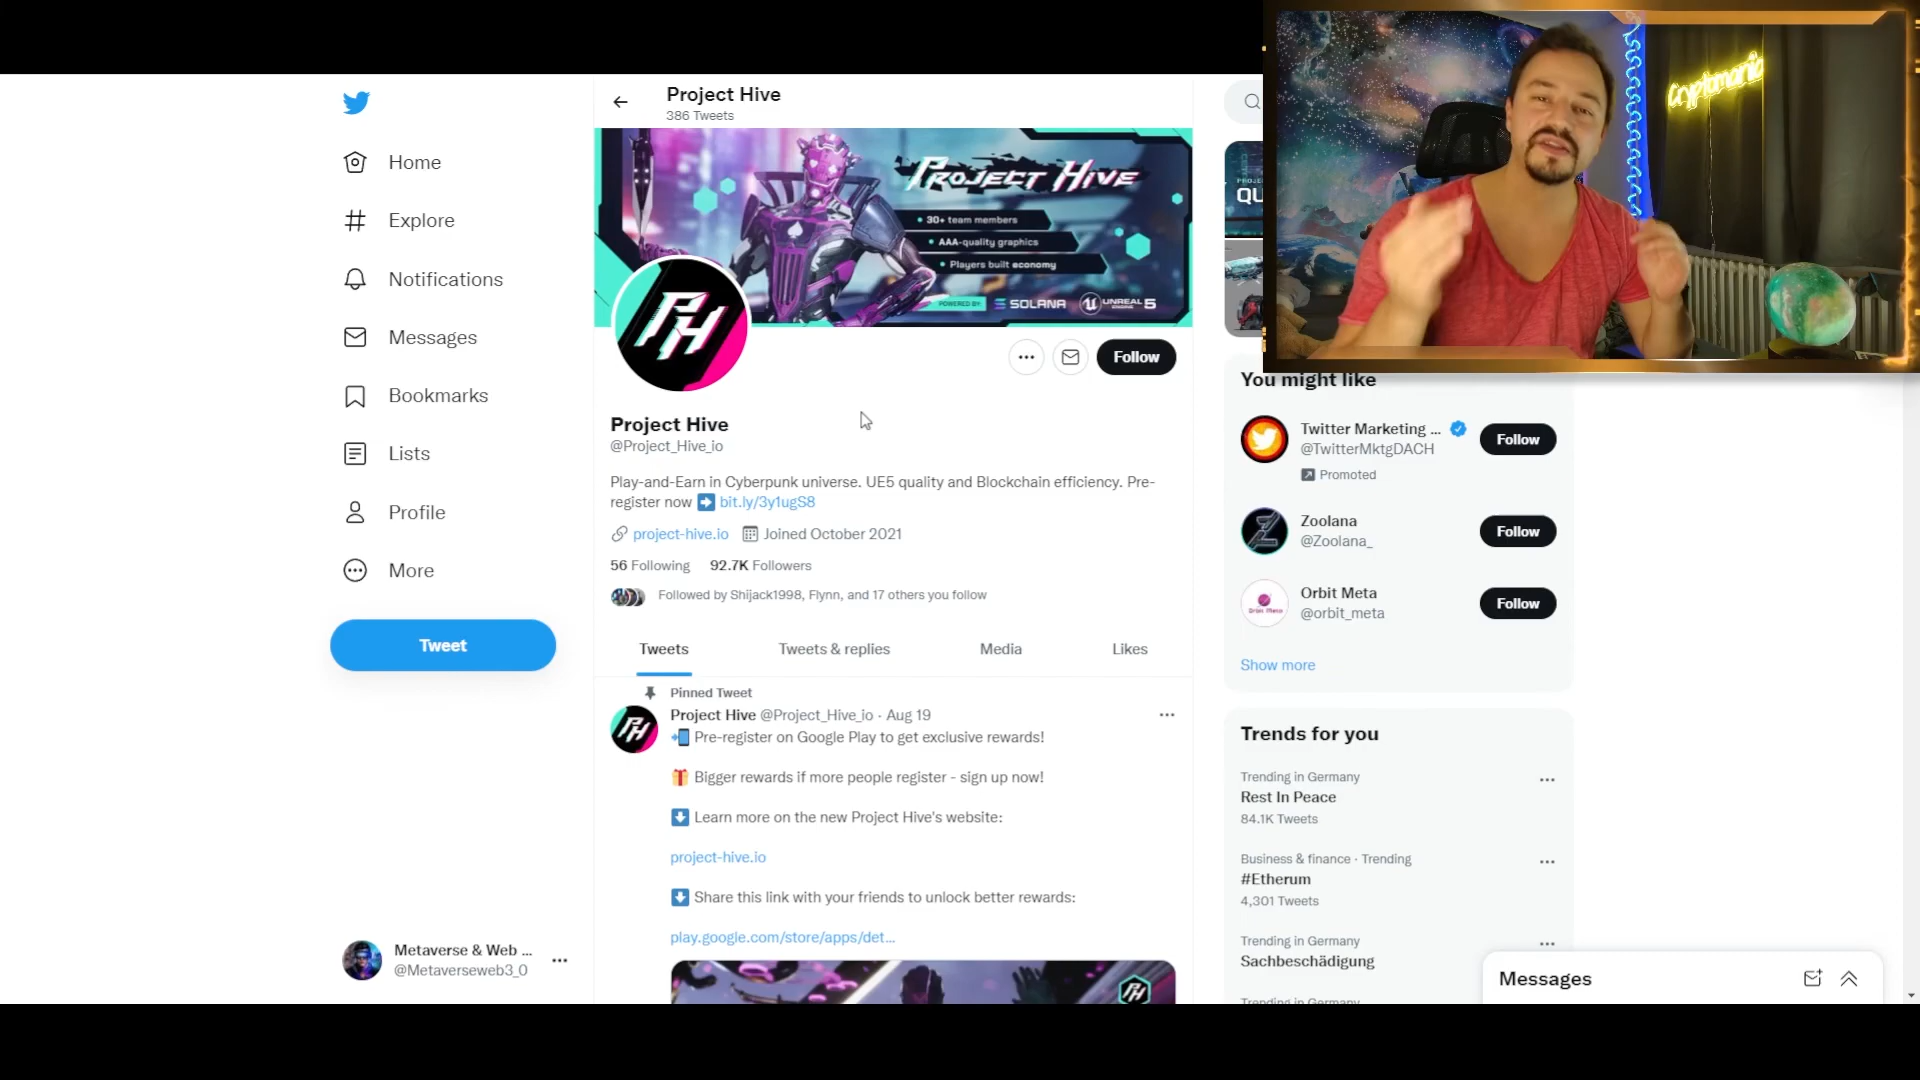 Project Hive
386 Tweets
Home
Explore
Notifications
Messages
Bookmarks
Lists
Profile
More
Tweet
Metaverse & Web ...
@Metaverseweb3_0
PROJECT HIVE
• 30+ team members
• AAA-quality graphics
• Players built economy
POWERED BY
SOLANA
UNREAL
5
PH
Follow
Project Hive
@Project_Hive_io
Play-and-Earn in Cyberpunk universe. UE5 quality and Blockchain efficiency. Pre-
register now ➡️ bit.ly/3y1ugS8
project-hive.io
Joined October 2021
56 Following
92.7K Followers
Followed by Shijack1998, Flynn, and 17 others you follow
Tweets
Tweets & replies
Media
Likes
Pinned Tweet
Project Hive @Project_Hive_io · Aug 19
📲 Pre-register on Google Play to get exclusive rewards!
🎁 Bigger rewards if more people register - sign up now!
⬇️ Learn more on the new Project Hive's website:
project-hive.io
⬇️ Share this link with your friends to unlock better rewards:
play.google.com/store/apps/det...
Cryptomania
QU
You might like
Twitter Marketing ...
@TwitterMktgDACH
Promoted
Follow
Zoolana
@Zoolana_
Follow
Orbit Meta
@orbit_meta
Follow
Show more
Trends for you
Trending in Germany
Rest In Peace
84.1K Tweets
Business & finance · Trending
#Etherum
4,301 Tweets
Trending in Germany
Sachbeschädigung
Trending in Germany
Messages